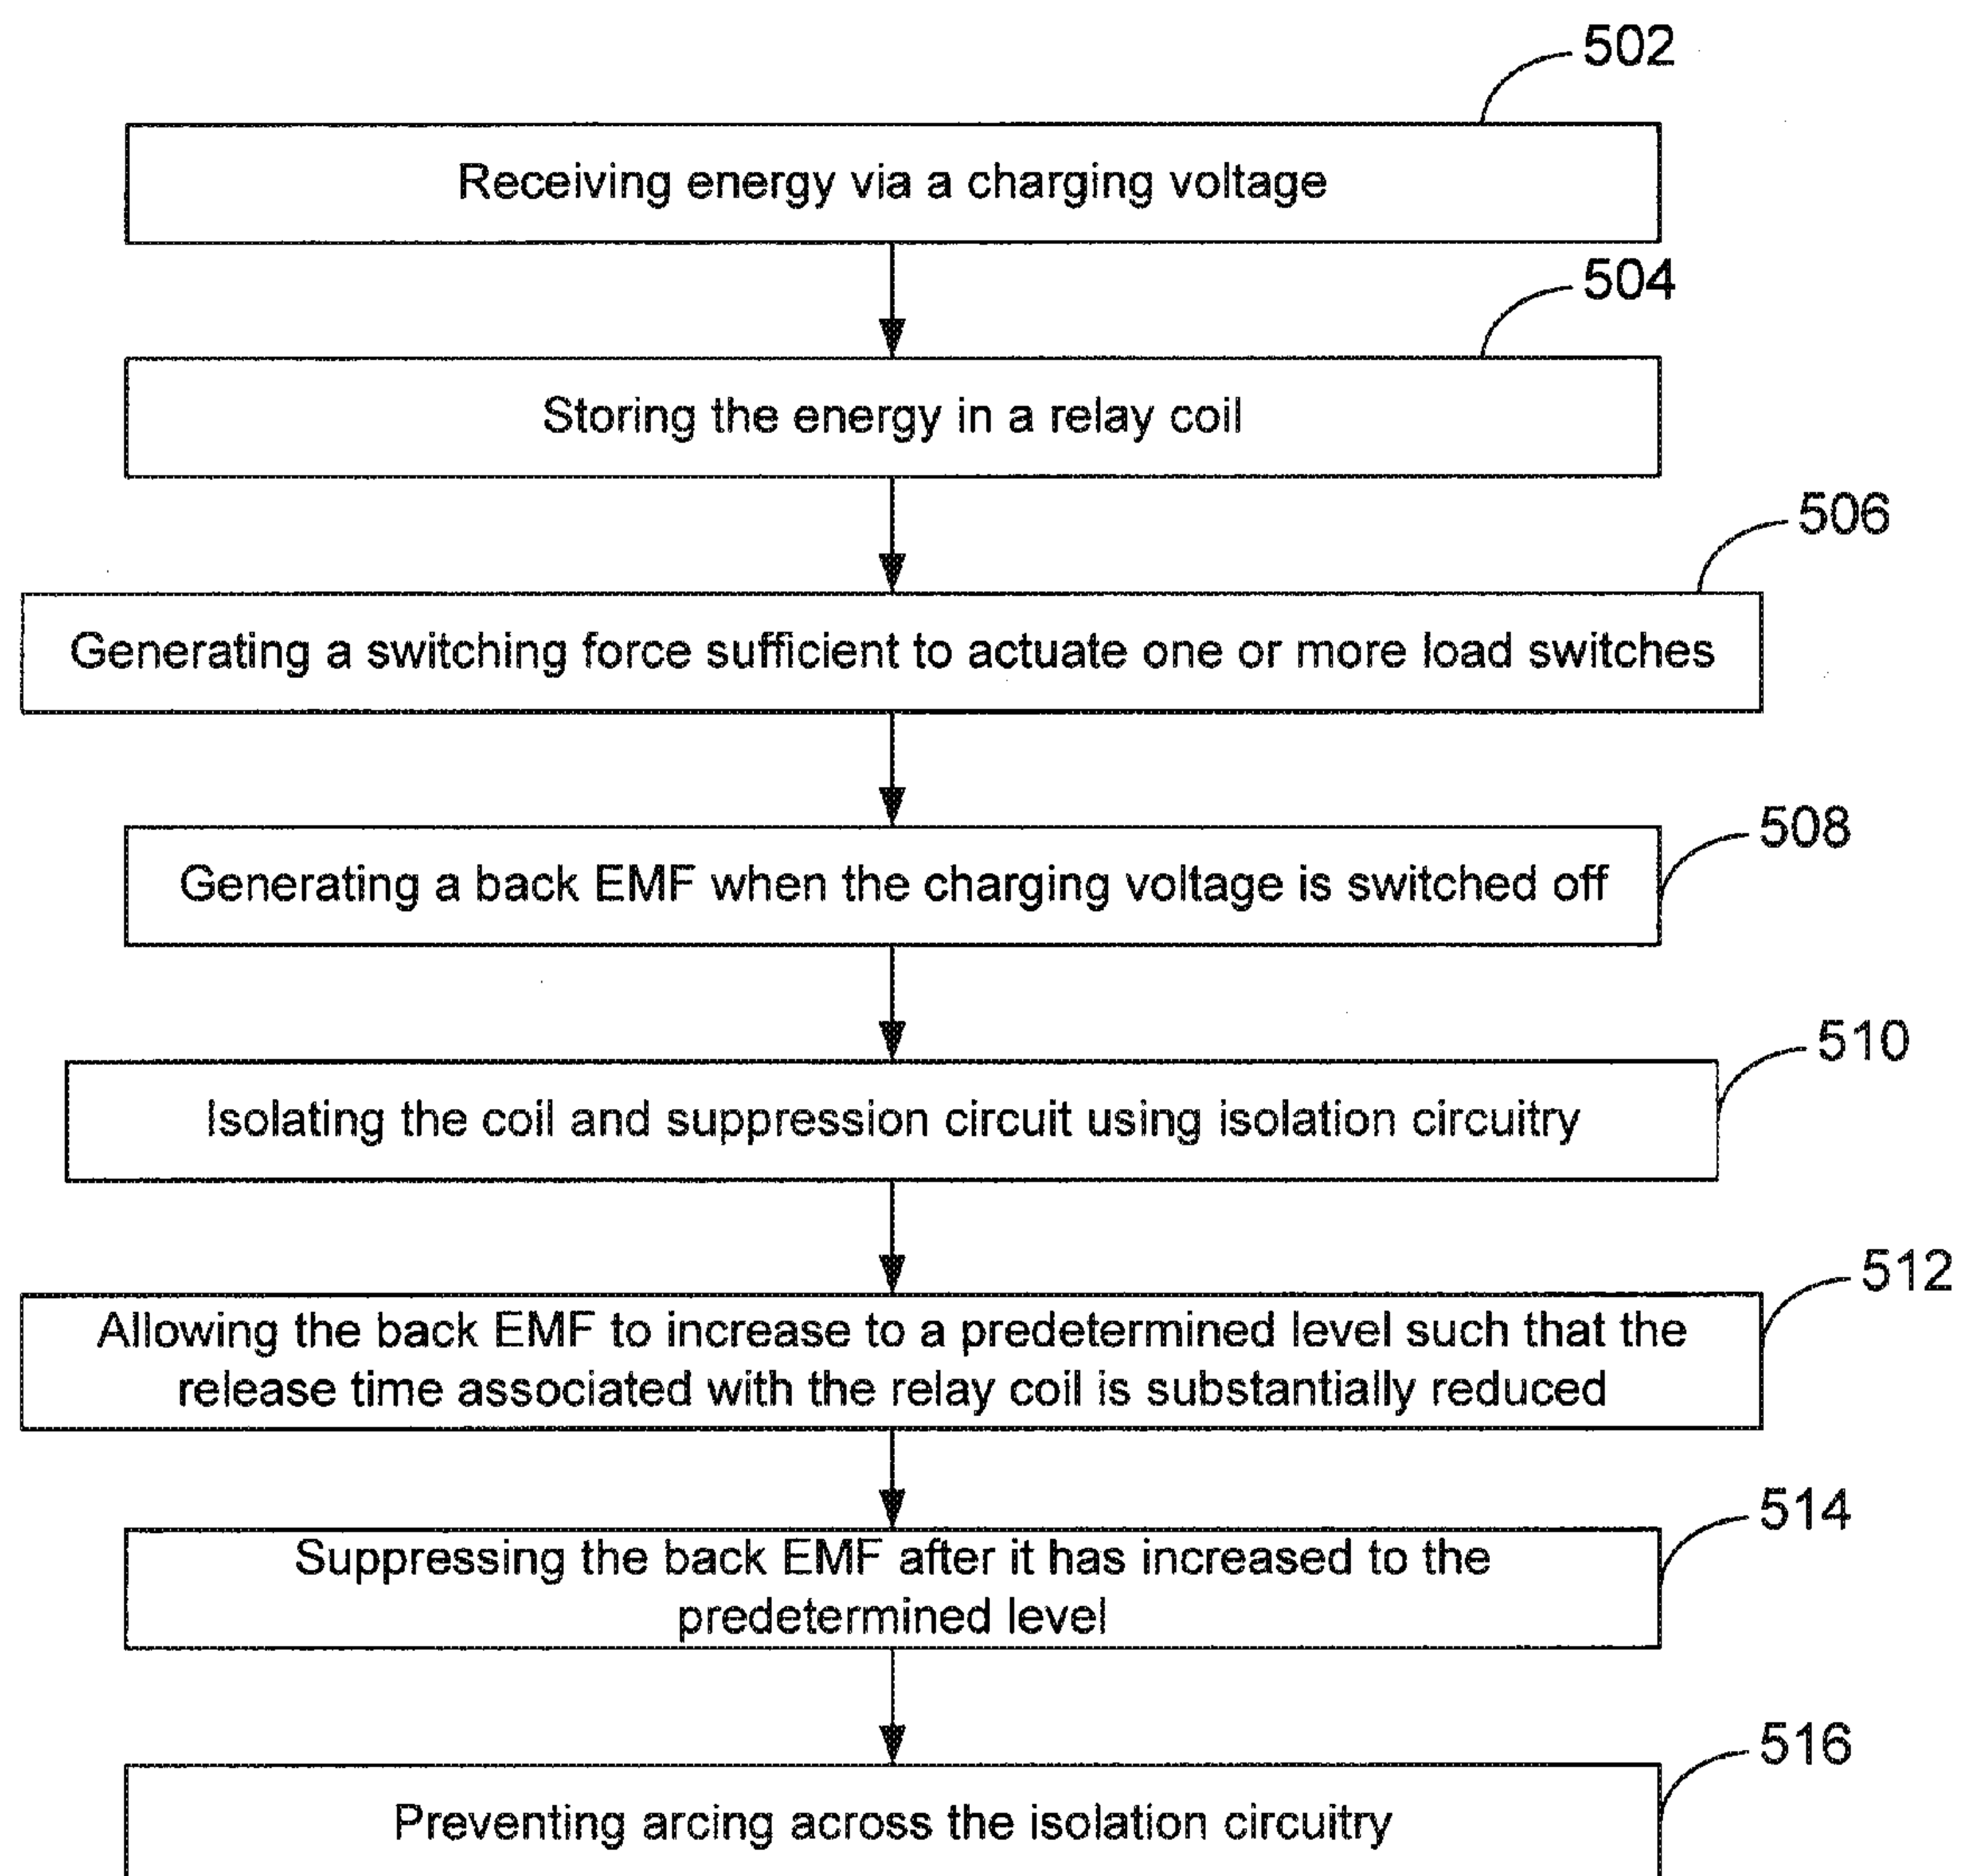 502
Receiving energy via a charging voltage
504
Storing the energy in a relay coil
506
Generating a switching force sufficient to actuate one or more load switches
508
Generating a back EMF when the charging voltage is switched off
510
Isolating the coil and suppression circuit using isolation circuitry
512
Allowing the back EMF to increase to a predetermined level such that the
release time associated with the relay coil is substantially reduced
514
Suppressing the back EMF after it has increased to the
predetermined level
516
Preventing arcing across the isolation circuitry